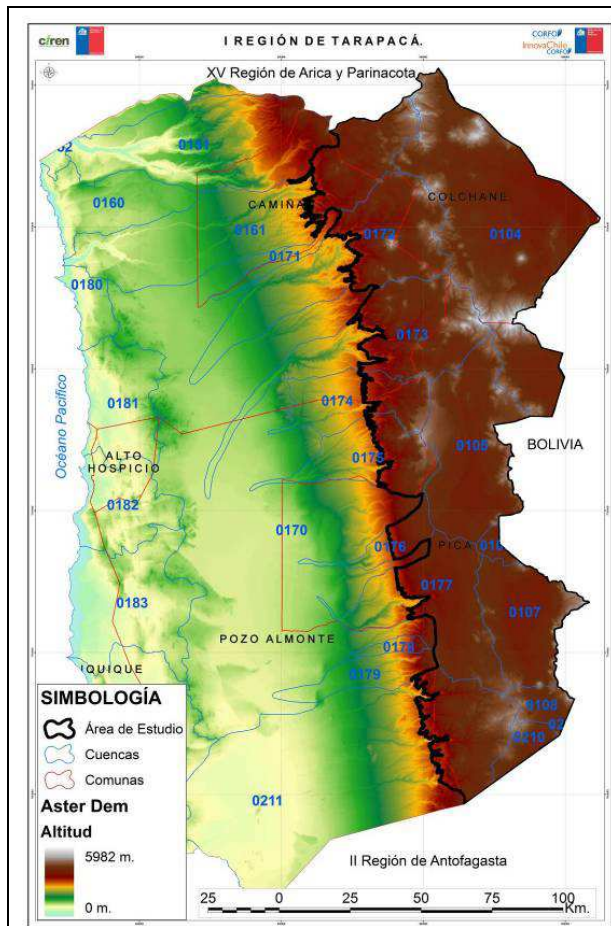 ciren
I REGIÓN DE TARAPACÁ.
CORFO
InnovaChile
CORFO
XV Región de Arica y Parinacota
0101
0160
CAMIÑA
COLCHANE
0161
0172
0104
0171
0180
0173
Océano Pacífico
0181
0174
0105
ALTO
HOSPICIO
BOLIVIA
0175
0182
0170
0176
PICA
0177
0183
0107
POZO ALMONTE
0178
IQUIQUE
0179
0108
0210
0211
SIMBOLOGÍA
Área de Estudio
Cuencas
Comunas
Aster Dem
Altitud
5982 m.
0 m.
II Región de Antofagasta
25 0 25 50 75 100
Km.